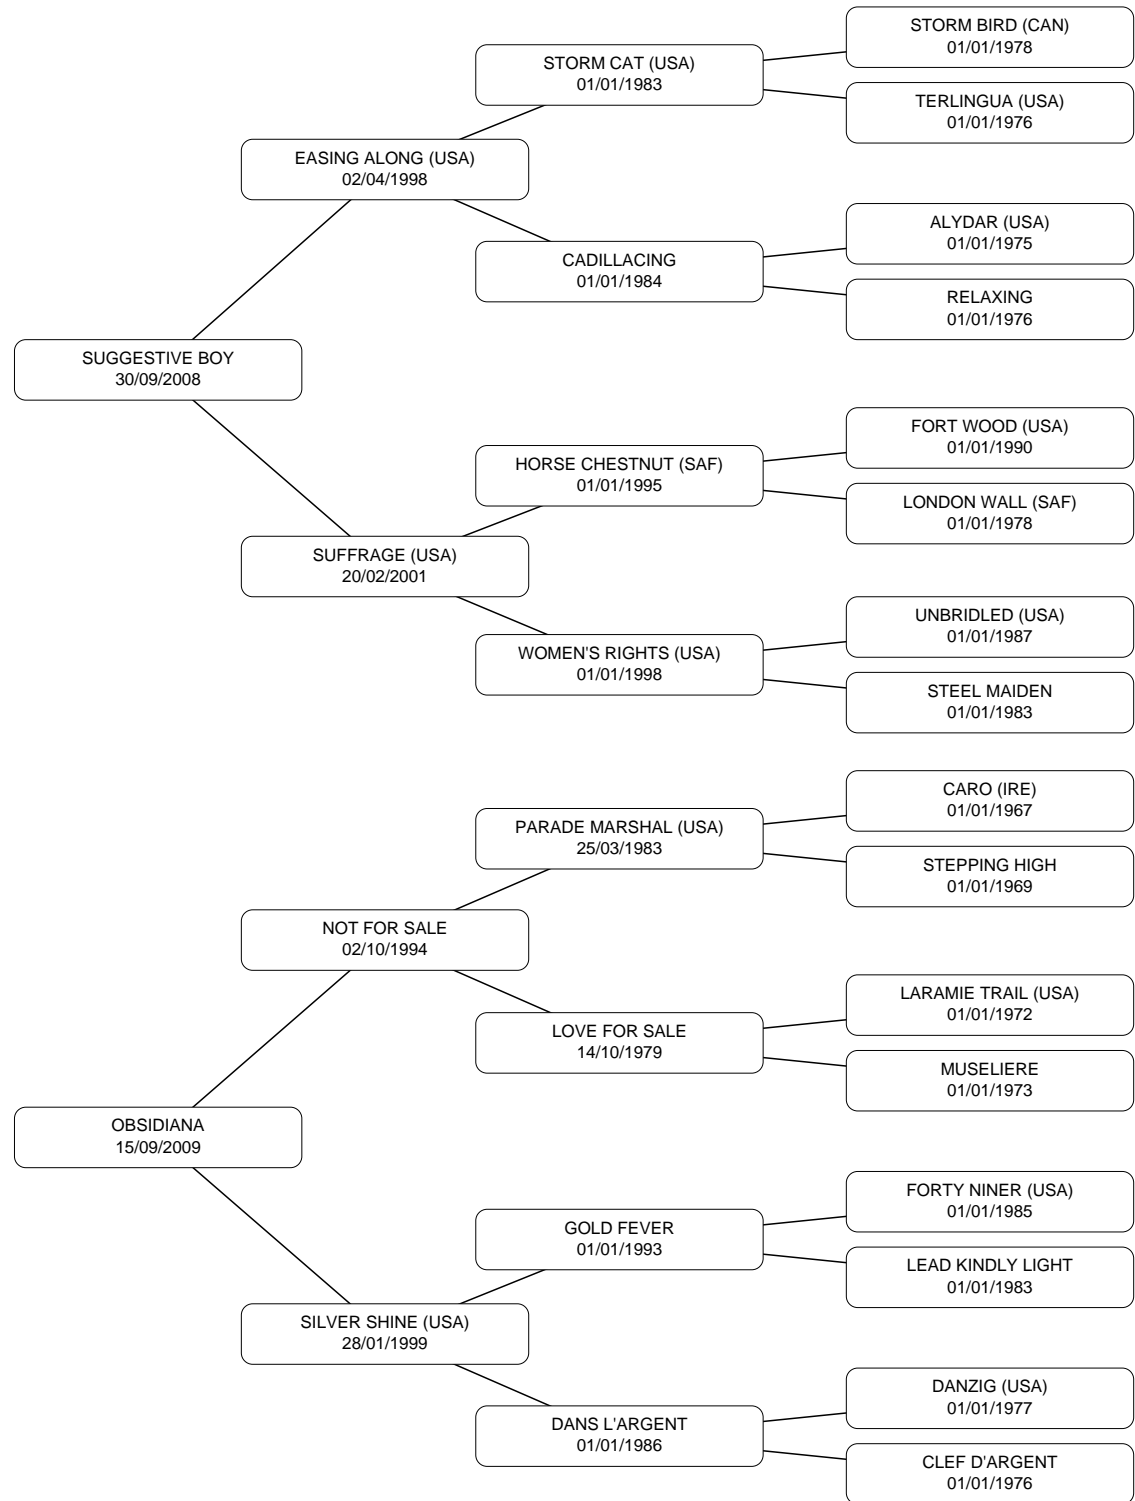 STORM BIRD (CAN)
01/01/1978
STORM CAT (USA)
01/01/1983
TERLINGUA (USA)
01/01/1976
EASING ALONG (USA)
02/04/1998
ALYDAR (USA)
01/01/1975
CADILLACING
01/01/1984
RELAXING
01/01/1976
SUGGESTIVE BOY
30/09/2008
FORT WOOD (USA)
01/01/1990
HORSE CHESTNUT (SAF)
01/01/1995
LONDON WALL (SAF)
01/01/1978
SUFFRAGE (USA)
20/02/2001
UNBRIDLED (USA)
01/01/1987
WOMEN'S RIGHTS (USA)
01/01/1998
STEEL MAIDEN
01/01/1983
CARO (IRE)
01/01/1967
PARADE MARSHAL (USA)
25/03/1983
STEPPING HIGH
01/01/1969
NOT FOR SALE
02/10/1994
LARAMIE TRAIL (USA)
01/01/1972
LOVE FOR SALE
14/10/1979
MUSELIERE
01/01/1973
OBSIDIANA
15/09/2009
FORTY NINER (USA)
01/01/1985
GOLD FEVER
01/01/1993
LEAD KINDLY LIGHT
01/01/1983
SILVER SHINE (USA)
28/01/1999
DANZIG (USA)
01/01/1977
DANS L'ARGENT
01/01/1986
CLEF D'ARGENT
01/01/1976